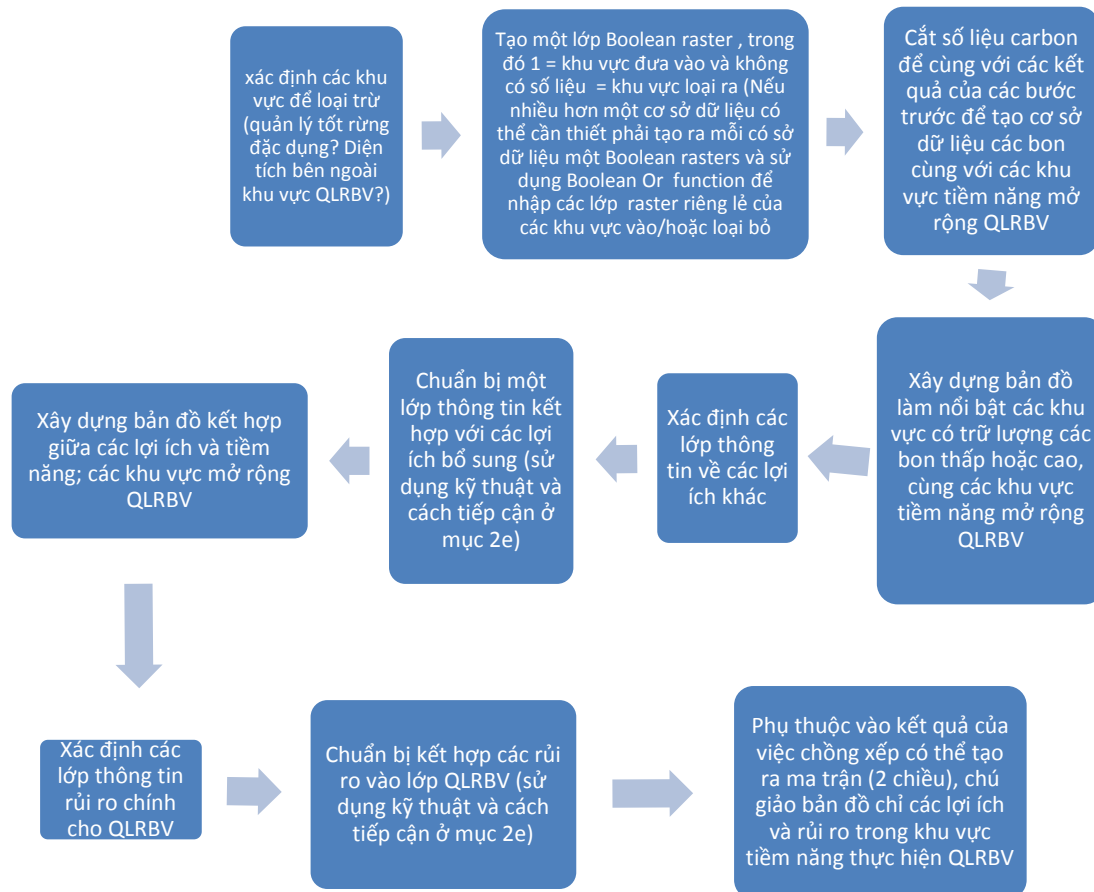 xác định các khu
vực để loại trừ
(quản lý tốt rừng
đặc dụng? Diện
tích bên ngoài
khu vực QLRBV?)
Tạo một lớp Boolean raster , trong
đó 1 = khu vực đưa vào và không
có số liệu = khu vực loại ra (Nếu
nhiều hơn một cơ sở dữ liệu có
thể cần thiết phải tạo ra mỗi có sở
dữ liệu một Boolean rasters và sử
dụng Boolean Or function để
nhập các lớp raster riêng lẻ của
các khu vực vào/hoặc loại bỏ
Cắt số liệu carbon
để cùng với các kết
quả của các bước
trước để tạo cơ sở
dữ liệu các bon
cùng với các khu
vực tiềm năng mở
rộng QLRBV
Xây dựng bản đồ
làm nổi bật các khu
vực có trữ lượng các
bon thấp hoặc cao,
cùng các khu vực
tiềm năng mở rộng
QLRBV
Xác định các
lớp thông
tin về các lợi
ích khác
Chuẩn bị một
lớp thông tin kết
hợp với các lợi
ích bổ sung (sử
dụng kỹ thuật và
cách tiếp cận ở
mục 2e)
Xây dựng bản đồ kết hợp
giữa các lợi ích và tiềm
năng; các khu vực mở rộng
QLRBV
Xác định các
lớp thông tin
rủi ro chính
cho QLRBV
Chuẩn bị kết hợp các rủi
ro vào lớp QLRBV (sử
dụng kỹ thuật và cách
tiếp cận ở mục 2e)
Phụ thuộc vào kết quả của
việc chồng xếp có thể tạo
ra ma trận (2 chiều), chú
giảo bản đồ chỉ các lợi ích
và rủi ro trong khu vực
tiềm năng thực hiện QLRBV